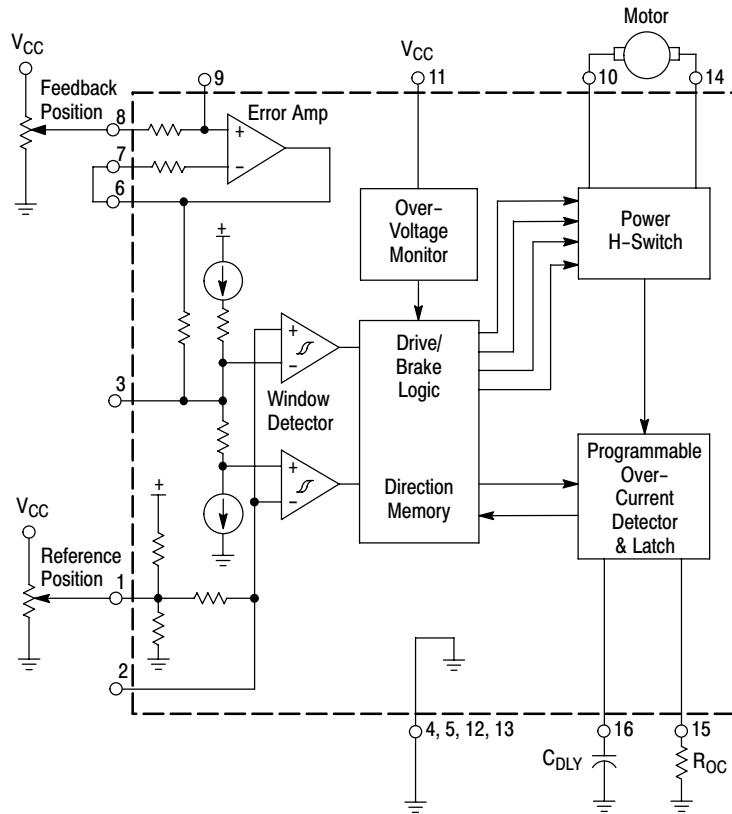 Motor
VCC
VCC
9
11
10
14
Feedback
Position
8
Error Amp
+
7
−
6
Over−
Voltage
Monitor
Power
H−Switch
+
+
−
Drive/
Brake
Logic
3
Window
Detector
+
−
Direction
Memory
Programmable
Over−
Current
Detector
& Latch
+
VCC
Reference
Position
1
2
4, 5, 12, 13
16
15
CDLY
ROC